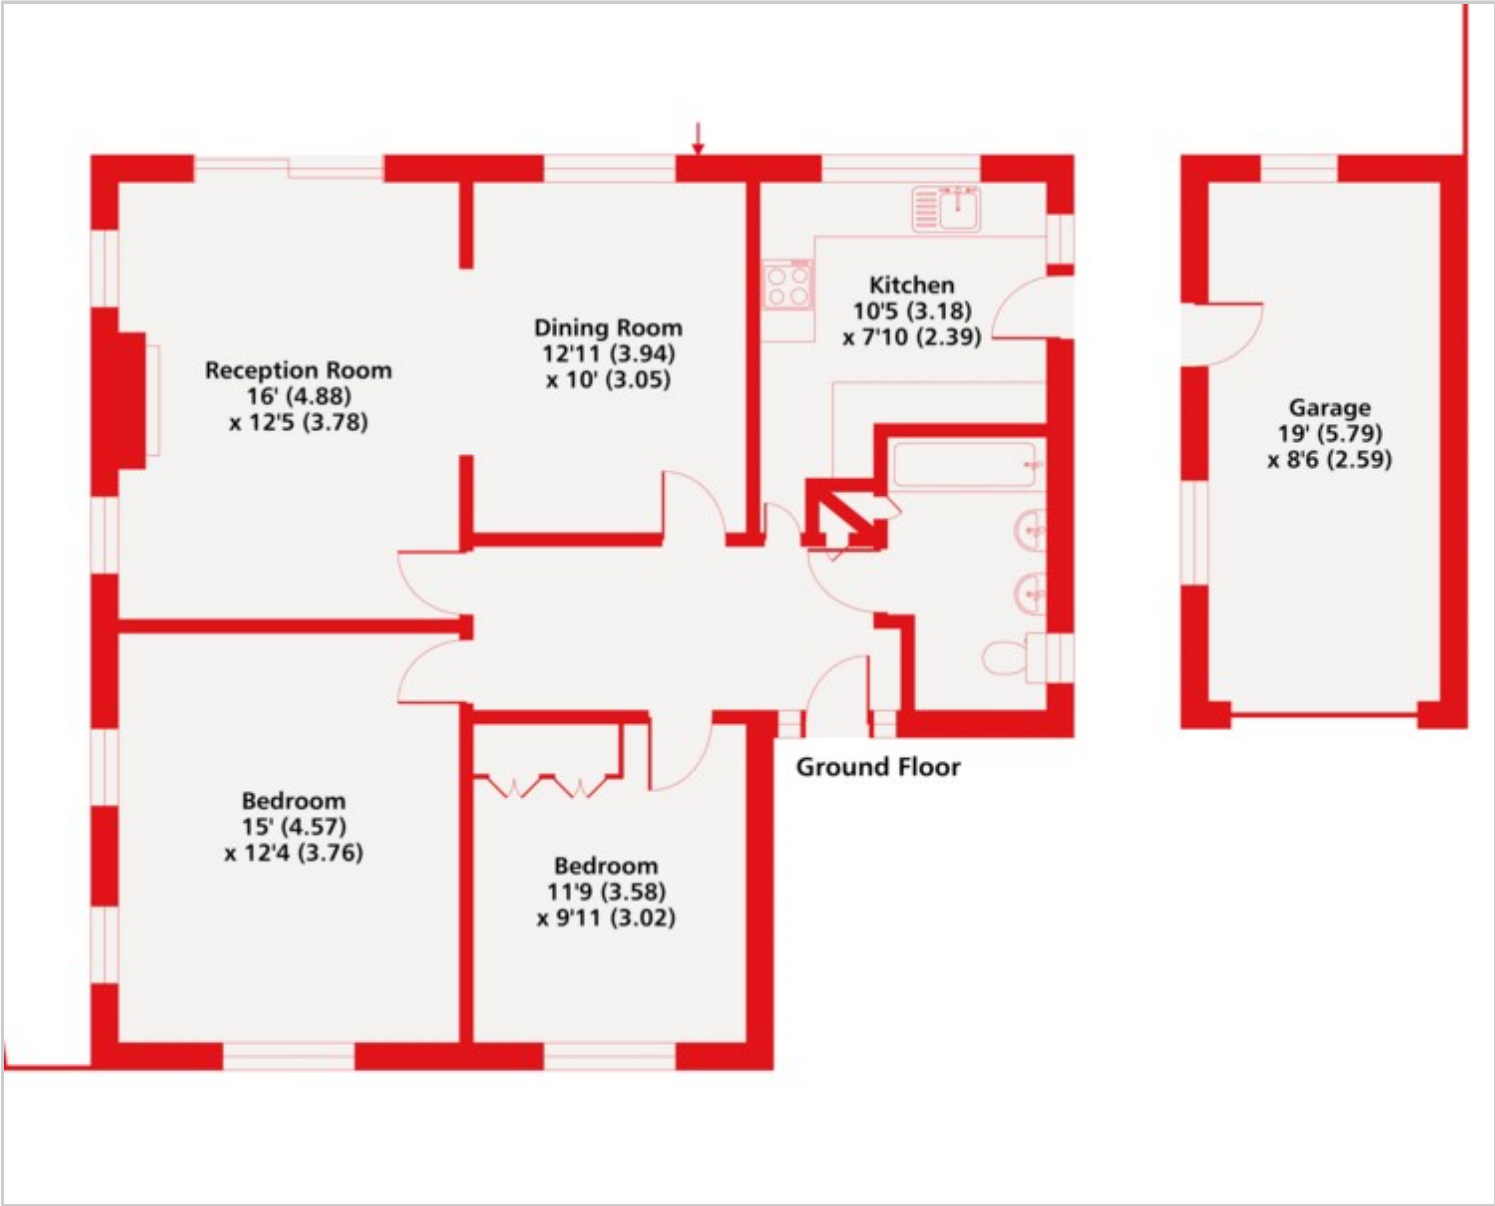 Reception Room
16' (4.88)
x 12'5 (3.78)
Dining Room
12'11 (3.94)
x 10' (3.05)
Kitchen
10'5 (3.18)
x 7'10 (2.39)
Garage
19' (5.79)
x 8'6 (2.59)
Bedroom
15' (4.57)
x 12'4 (3.76)
Bedroom
11'9 (3.58)
x 9'11 (3.02)
Ground Floor